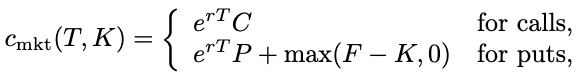 c_mkt(T, K) = { e^{rT} C for calls,
e^{rT} P + max(F − K, 0) for puts,